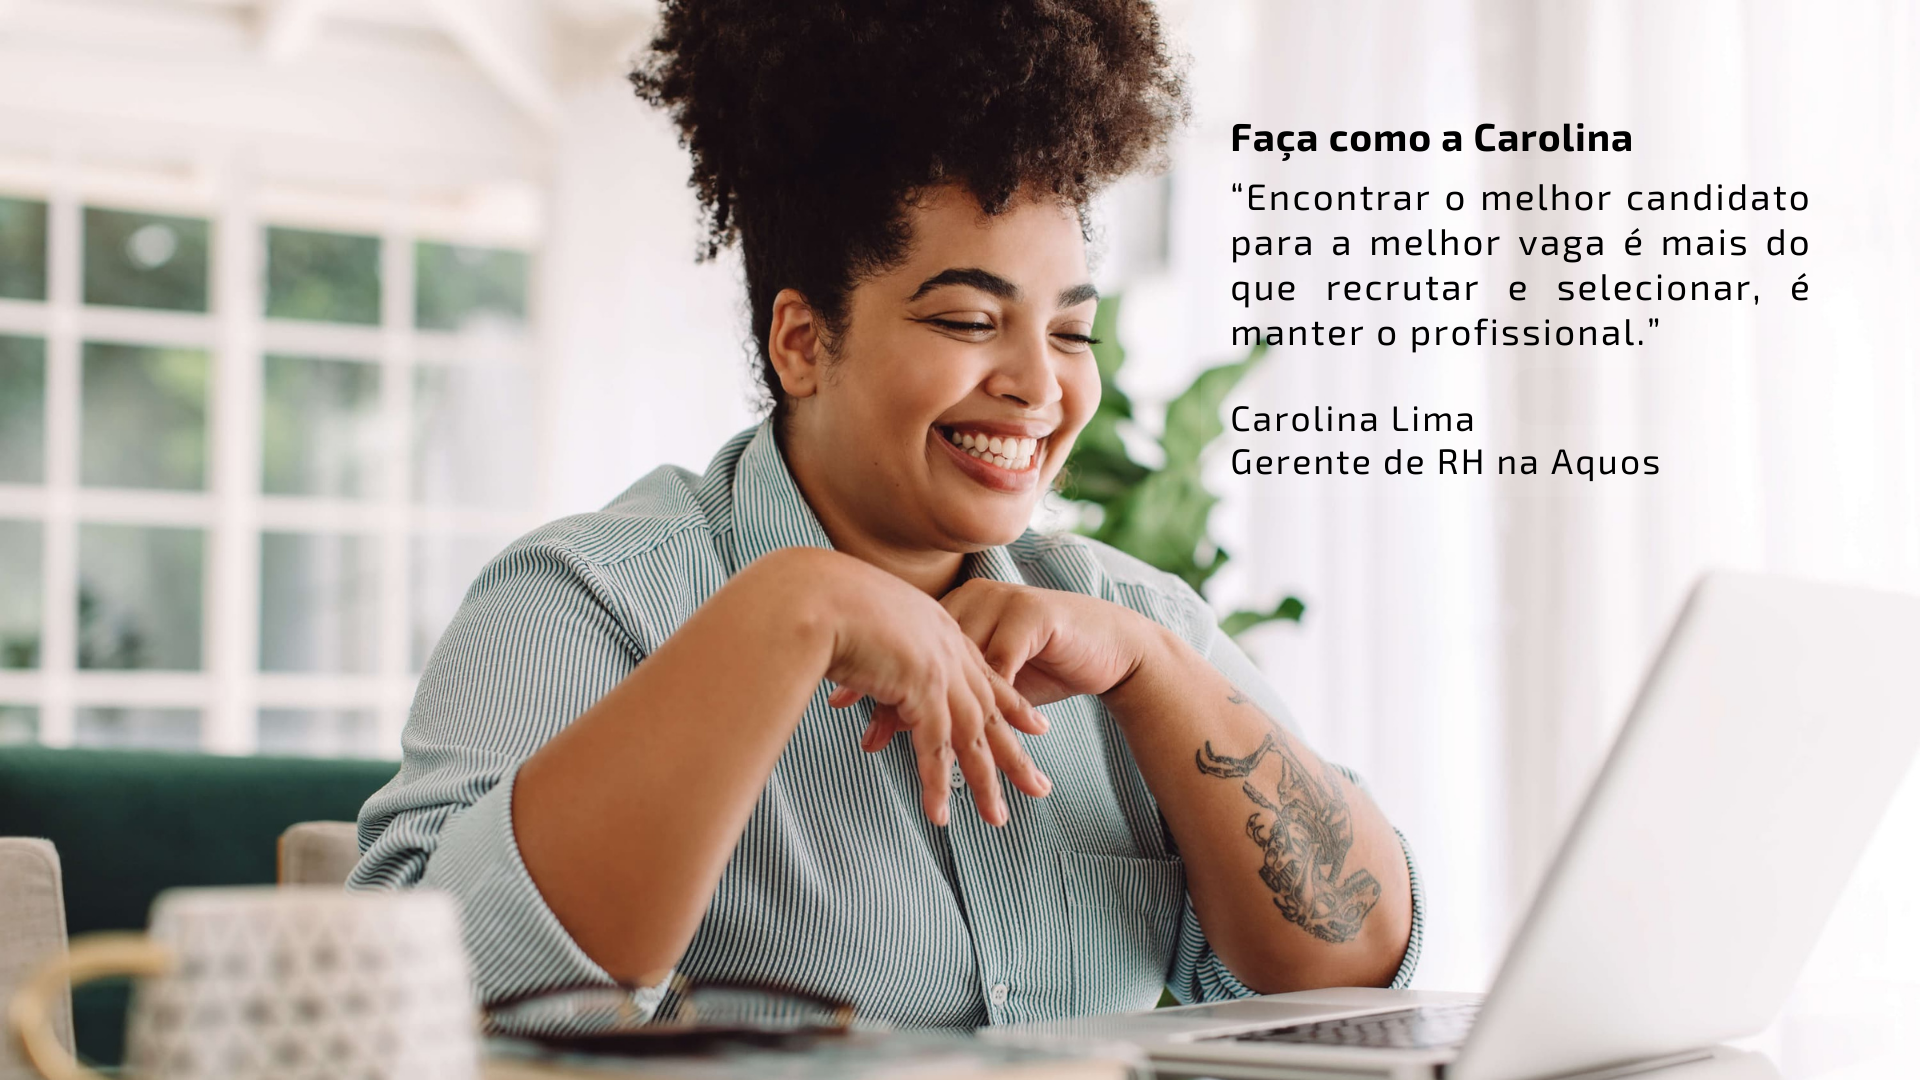 Faça como a Carolina
“Encontrar o melhor candidato
para a melhor vaga é mais do
que recrutar e selecionar, é
manter o profissional.”
Carolina Lima
Gerente de RH na Aquos